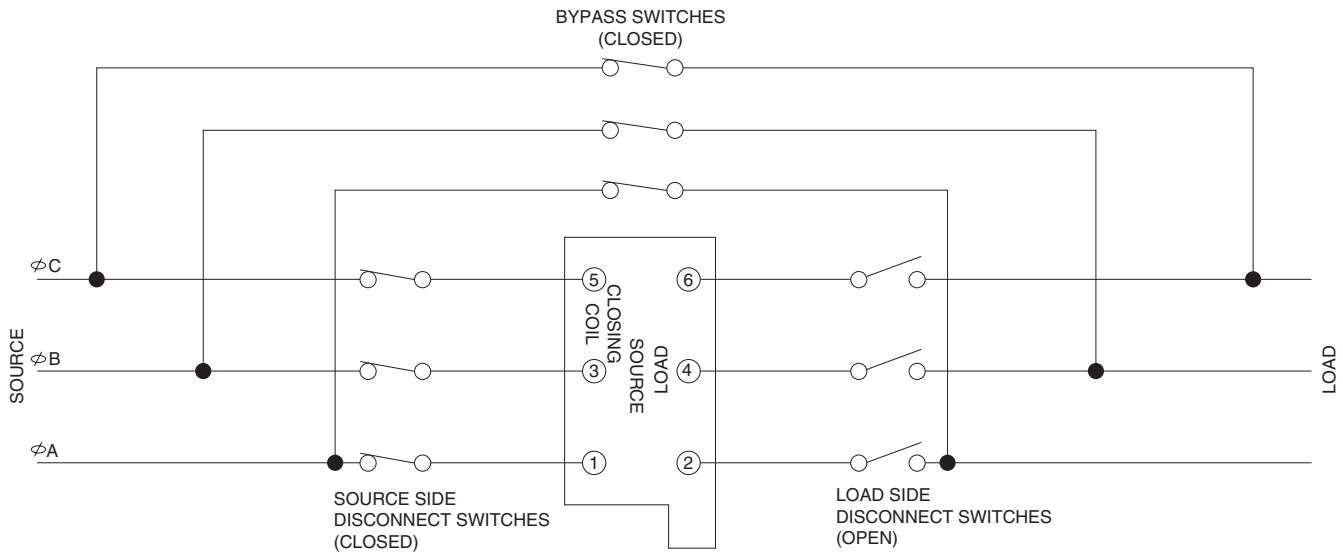 BYPASS SWITCHES
(CLOSED)
⌀C
5
6
CLOSING
COIL
SOURCE
LOAD
SOURCE
⌀B
3
4
LOAD
⌀A
1
2
SOURCE SIDE
DISCONNECT SWITCHES
(CLOSED)
LOAD SIDE
DISCONNECT SWITCHES
(OPEN)